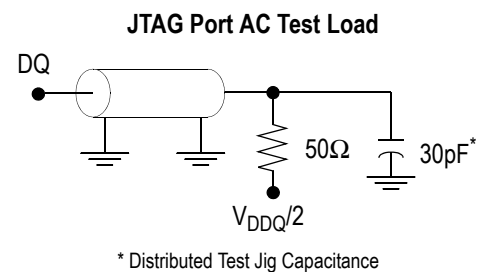 JTAG Port AC Test Load
DQ
50Ω
30pF*
VDDQ/2
* Distributed Test Jig Capacitance